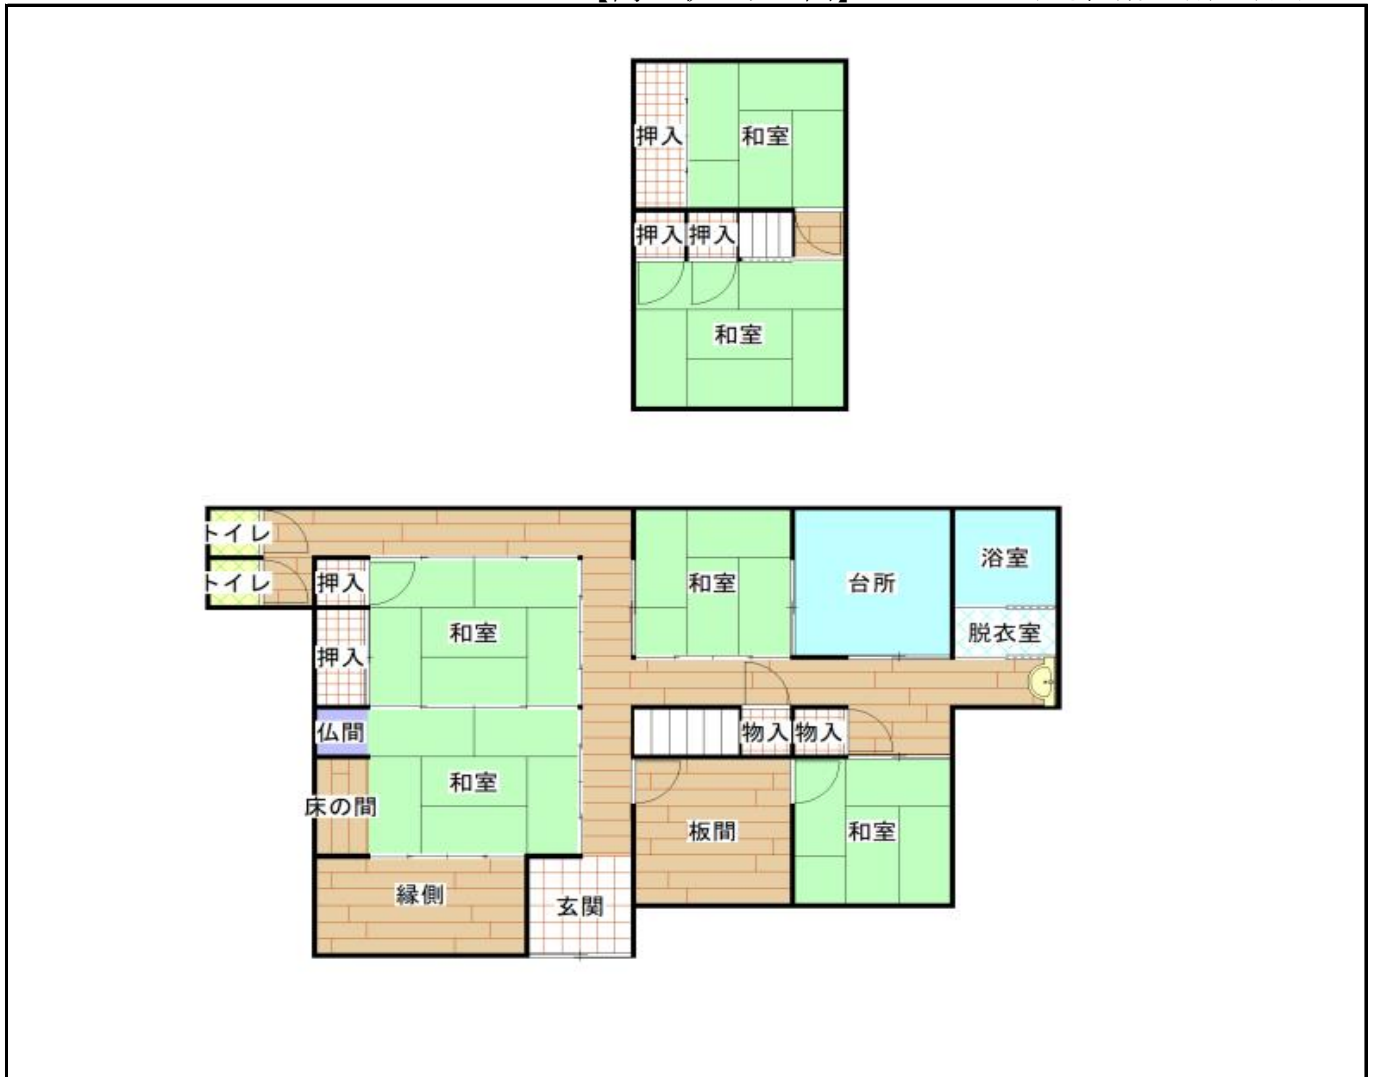 押入
和室
押入
押入
和室
トイレ
トイレ
押入
和室
押入
仏間
和室
床の間
縁側
玄関
和室
台所
浴室
脱衣室
物入
物入
板間
和室